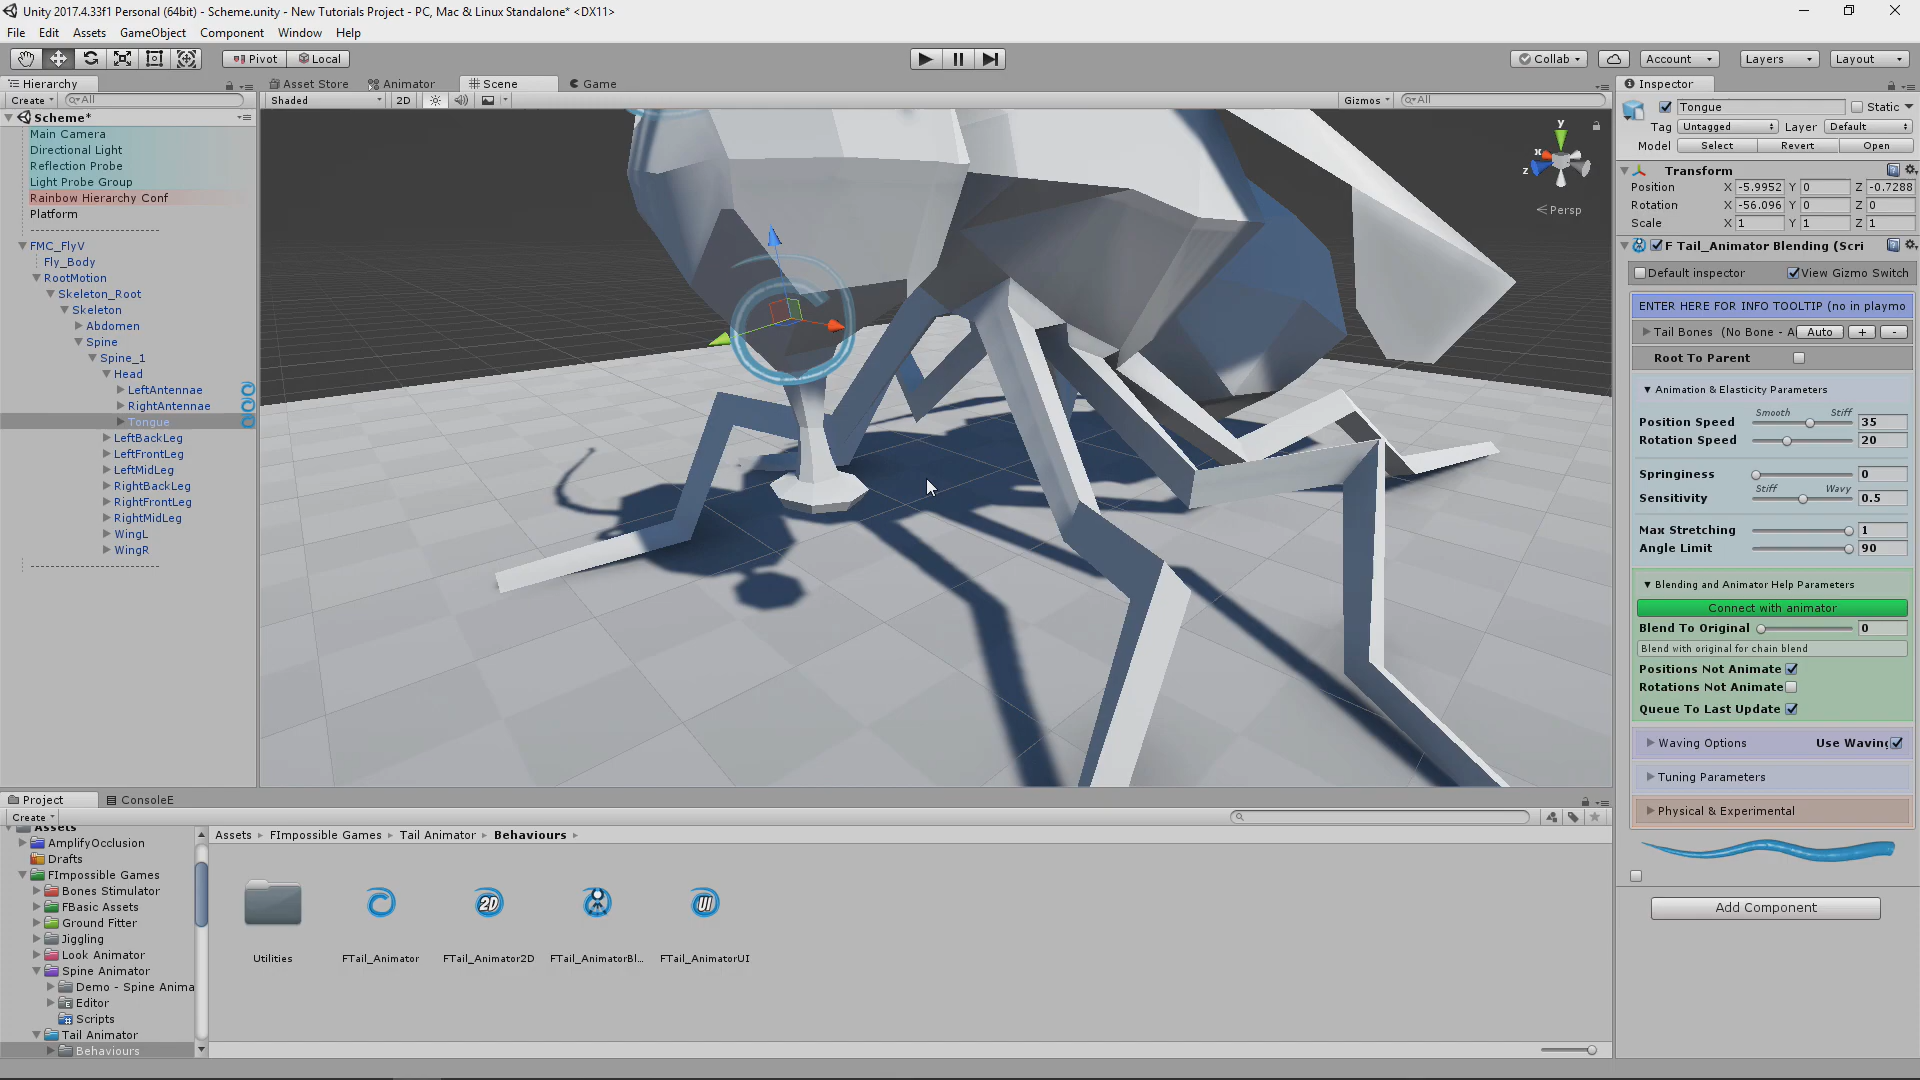 Unity 2017.4.33f1 Personal (64bit) - Scheme.unity - New Tutorials Project - PC, Mac & Linux Standalone* <DX11>
File Edit Assets GameObject Component Window Help
Pivot Local Collab Account Layers Layout
Hierarchy Asset Store Animator Scene Game Inspector
Create All Shaded 2D Gizmos All
Scheme*
Main Camera
Directional Light
Reflection Probe
Light Probe Group
Rainbow Hierarchy Conf
Platform
FMC_FlyV
Fly_Body
RootMotion
Skeleton_Root
Skeleton
Abdomen
Spine
Spine_1
Head
LeftAntennae
RightAntennae
Tongue
LeftBackLeg
LeftFrontLeg
LeftMidLeg
RightBackLeg
RightFrontLeg
RightMidLeg
WingL
WingR
y
x
z
Persp
Tongue Static
Tag Untagged Layer Default
Model Select Revert Open
Transform
Position X -5.9952 Y 0 Z -0.7288
Rotation X -56.096 Y 0 Z 0
Scale X 1 Y 1 Z 1
F Tail_Animator Blending (Scri
Default inspector View Gizmo Switch
ENTER HERE FOR INFO TOOLTIP (no in playmo
Tail Bones (No Bone - A Auto + -
Root To Parent
Animation & Elasticity Parameters
Smooth Stiff
Position Speed 35
Rotation Speed 20
Springiness 0
Stiff Wavy
Sensitivity 0.5
Max Stretching 1
Angle Limit 90
Blending and Animator Help Parameters
Connect with animator
Blend To Original 0
Blend with original for chain blend
Positions Not Animate
Rotations Not Animate
Queue To Last Update
Waving Options Use Waving
Tuning Parameters
Physical & Experimental
Add Component
Project ConsoleE
Create
Assets
AmplifyOcclusion
Drafts
FImpossible Games
Bones Stimulator
FBasic Assets
Ground Fitter
Jiggling
Look Animator
Spine Animator
Demo - Spine Anima
Editor
Scripts
Tail Animator
Behaviours
Assets FImpossible Games Tail Animator Behaviours
2D UI
Utilities FTail_Animator FTail_Animator2D FTail_AnimatorBl... FTail_AnimatorUI